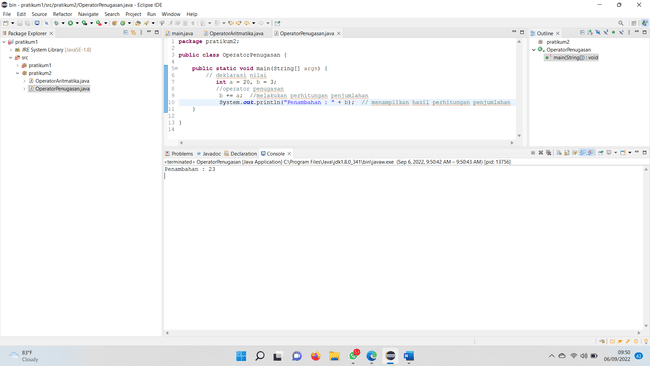 bin - pratikum1/src/pratikum2/OperatorPenugasan.java - Eclipse IDE
File Edit Source Refactor Navigate Search Project Run Window Help
Package Explorer
pratikum1
JRE System Library [JavaSE-1.8]
src
pratikum1
pratikum2
OperatorAritmatika.java
OperatorPenugasan.java
main.java OperatorAritmatika.java OperatorPenugasan.java
1 package pratikum2;
2
3 public class OperatorPenugasan {
4
5 public static void main(String[] args) {
6 // deklarasi nilai
7 int a = 20, b = 3;
8 //operator penugasan
9 b += a; //melakukan perhitungan penjumlahan
10 System.out.println("Penambahan : " + b); // menampilkan hasil perhitungan penjumlahan
11 }
12
13 }
14
Outline
pratikum2
OperatorPenugasan
main(String[]) : void
Problems Javadoc Declaration Console
<terminated> OperatorPenugasan [Java Application] C:\Program Files\Java\jdk1.8.0_341\bin\javaw.exe (Sep 6, 2022, 9:50:42 AM – 9:50:43 AM) [pid: 13756]
Penambahan : 23
83°F
Cloudy
09:50
06/09/2022